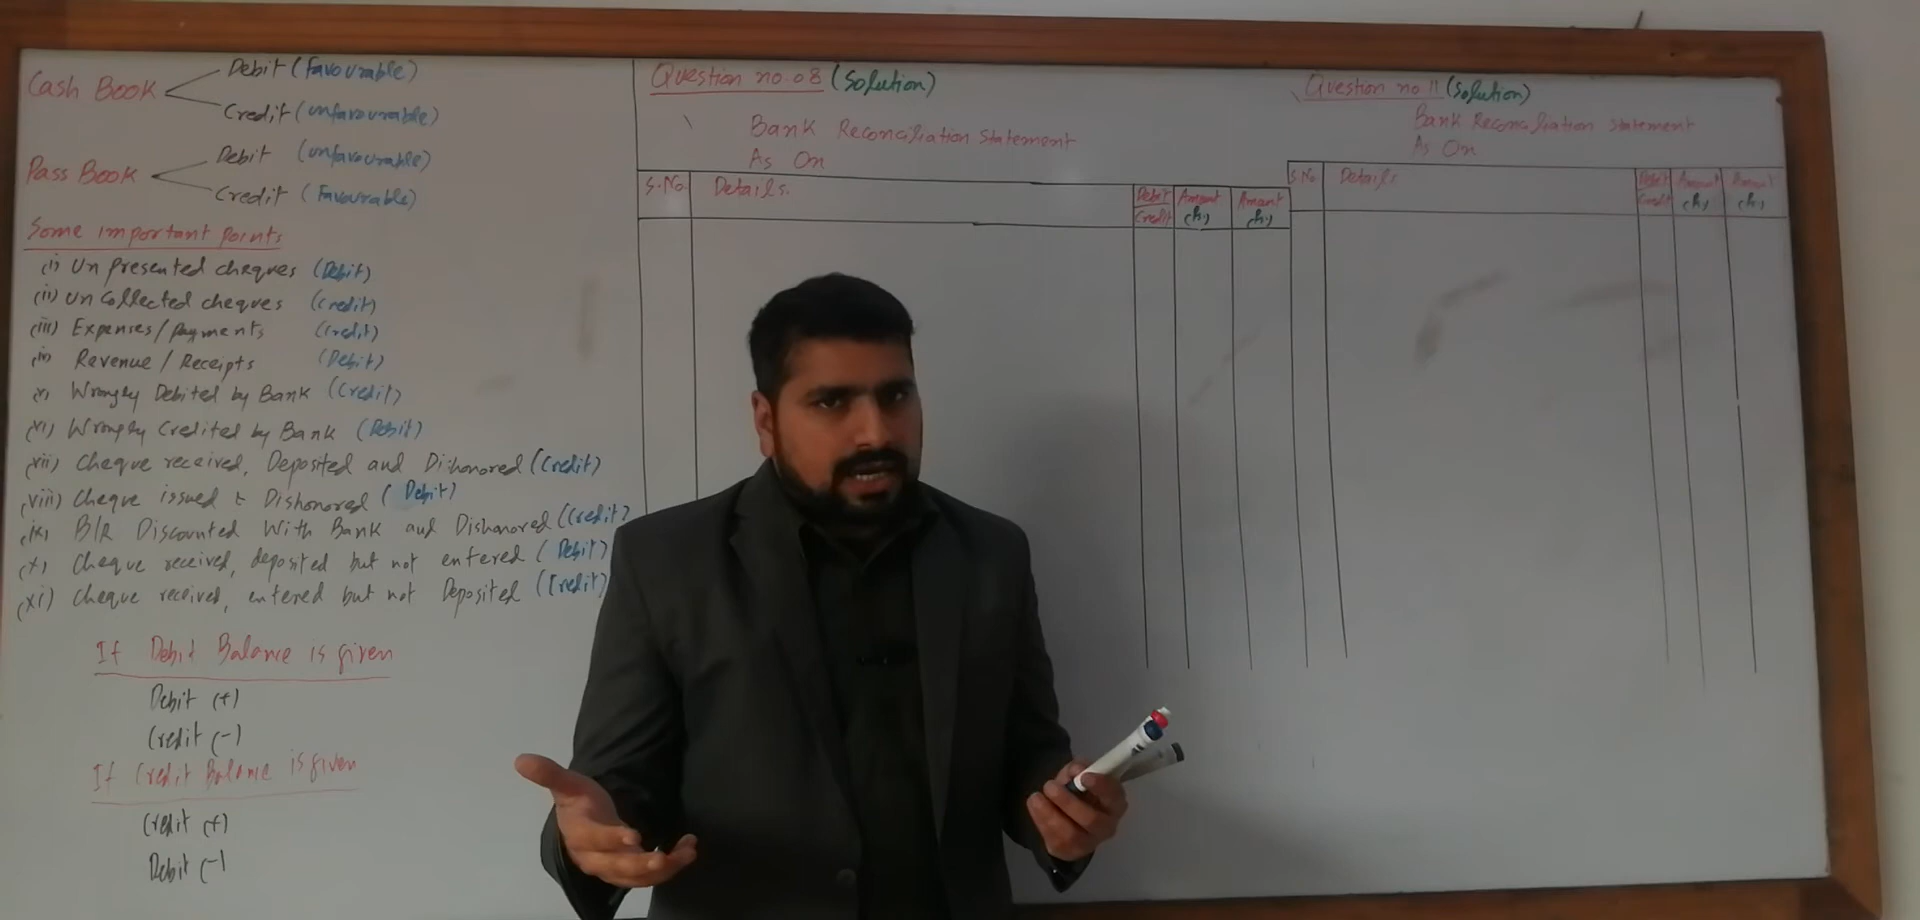 Cash Book
Debit (Favourable)
Credit (unfavourable)
Pass Book
Debit (unfavourable)
Credit (Favourable)
Some important points
(i) Un Presented cheques (Debit)
(ii) Un Collected cheques (Credit)
(iii) Expenses/Payments (Credit)
(iv) Revenue / Receipts (Debit)
(v) Wrongly Debited by Bank (Credit)
(vi) Wrongly Credited by Bank (Debit)
(vii) Cheque received, Deposited and Dishonored (Credit)
(viii) Cheque issued & Dishonored (Debit)
(ix) B/R Discounted With Bank and Dishonored (Credit)
(x) Cheque received, deposited but not entered (Debit)
(xi) Cheque received, entered but not Deposited (Credit)
If Debit Balance is given
Debit (+)
Credit (-)
If Credit Balance is given
Credit (+)
Debit (-)
Question no 08 (Solution)
Bank Reconciliation Statement
As On
S.No Details. Debit Credit Amount Amount
Question no 11 (Solution)
Bank Reconciliation Statement
As On
S.No Details Debit Credit Amount Amount